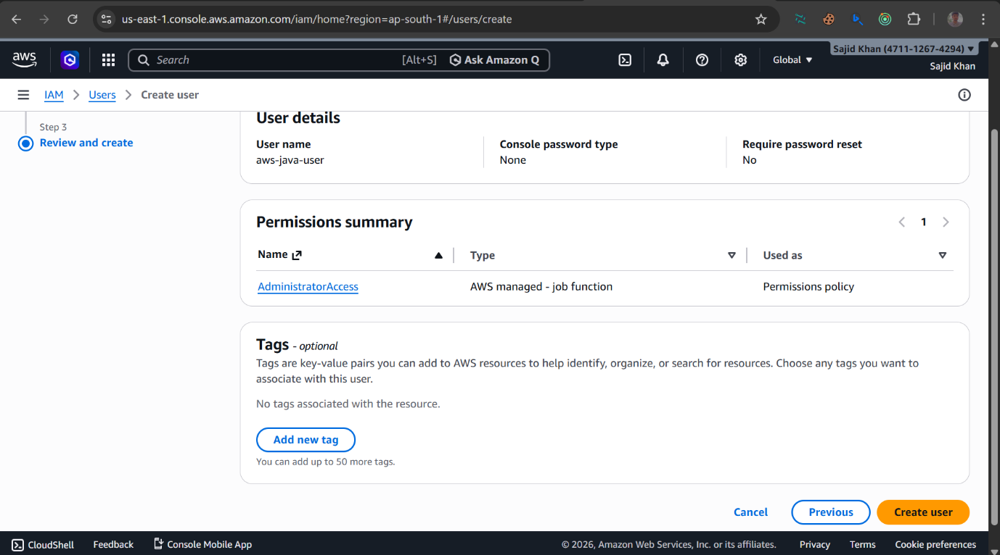 us-east-1.console.aws.amazon.com/iam/home?region=ap-south-1#/users/create
aws
Search [Alt+S] Ask Amazon Q
Global
Sajid Khan (4711-1267-4294)
Sajid Khan
IAM Users Create user
Step 3
Review and create
User details
User name Console password type Require password reset
aws-java-user None No
Permissions summary 1
Name Type Used as
AdministratorAccess AWS managed - job function Permissions policy
Tags - optional
Tags are key-value pairs you can add to AWS resources to help identify, organize, or search for resources. Choose any tags you want to
associate with this user.
No tags associated with the resource.
Add new tag
You can add up to 50 more tags.
Cancel Previous Create user
CloudShell Feedback Console Mobile App © 2026, Amazon Web Services, Inc. or its affiliates. Privacy Terms Cookie preferences